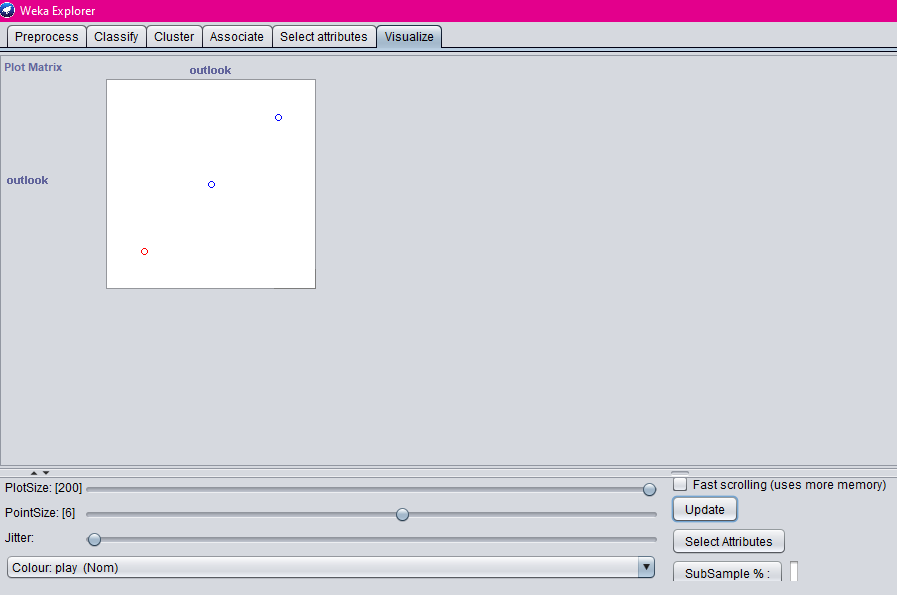 Weka Explorer
Preprocess Classify Cluster Associate Select attributes Visualize
Plot Matrix
outlook
outlook
PlotSize: [200]
Fast scrolling (uses more memory)
PointSize: [6]
Update
Jitter:
Select Attributes
Colour: play (Nom)
SubSample % :